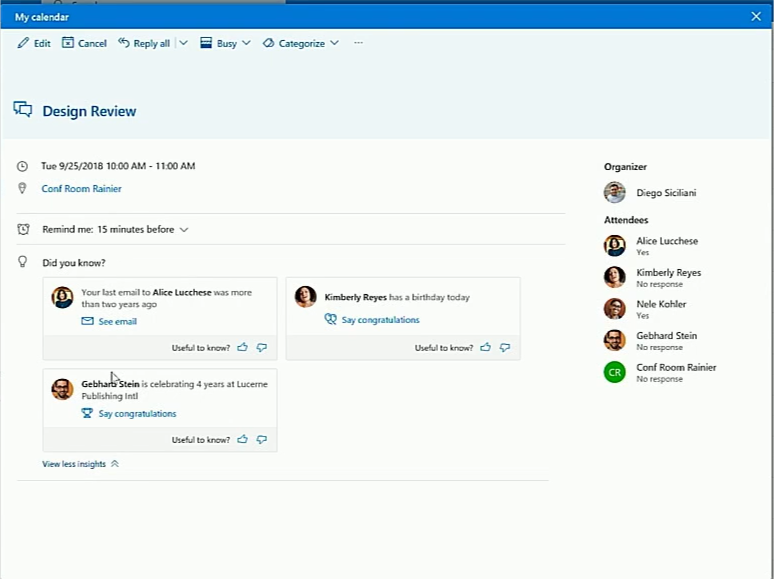 My calendar
Edit Cancel Reply all Busy Categorize ...
Design Review
Tue 9/25/2018 10:00 AM - 11:00 AM
Conf Room Rainier
Remind me: 15 minutes before
Did you know?
Your last email to Alice Lucchese was more
than two years ago
See email
Useful to know?
Kimberly Reyes has a birthday today
Say congratulations
Useful to know?
Gebhard Stein is celebrating 4 years at Lucerne
Publishing Intl
Say congratulations
Useful to know?
View less insights
Organizer
Diego Siciliani
Attendees
Alice Lucchese
Yes
Kimberly Reyes
No response
Nele Kohler
Yes
Gebhard Stein
No response
CR
Conf Room Rainier
No response